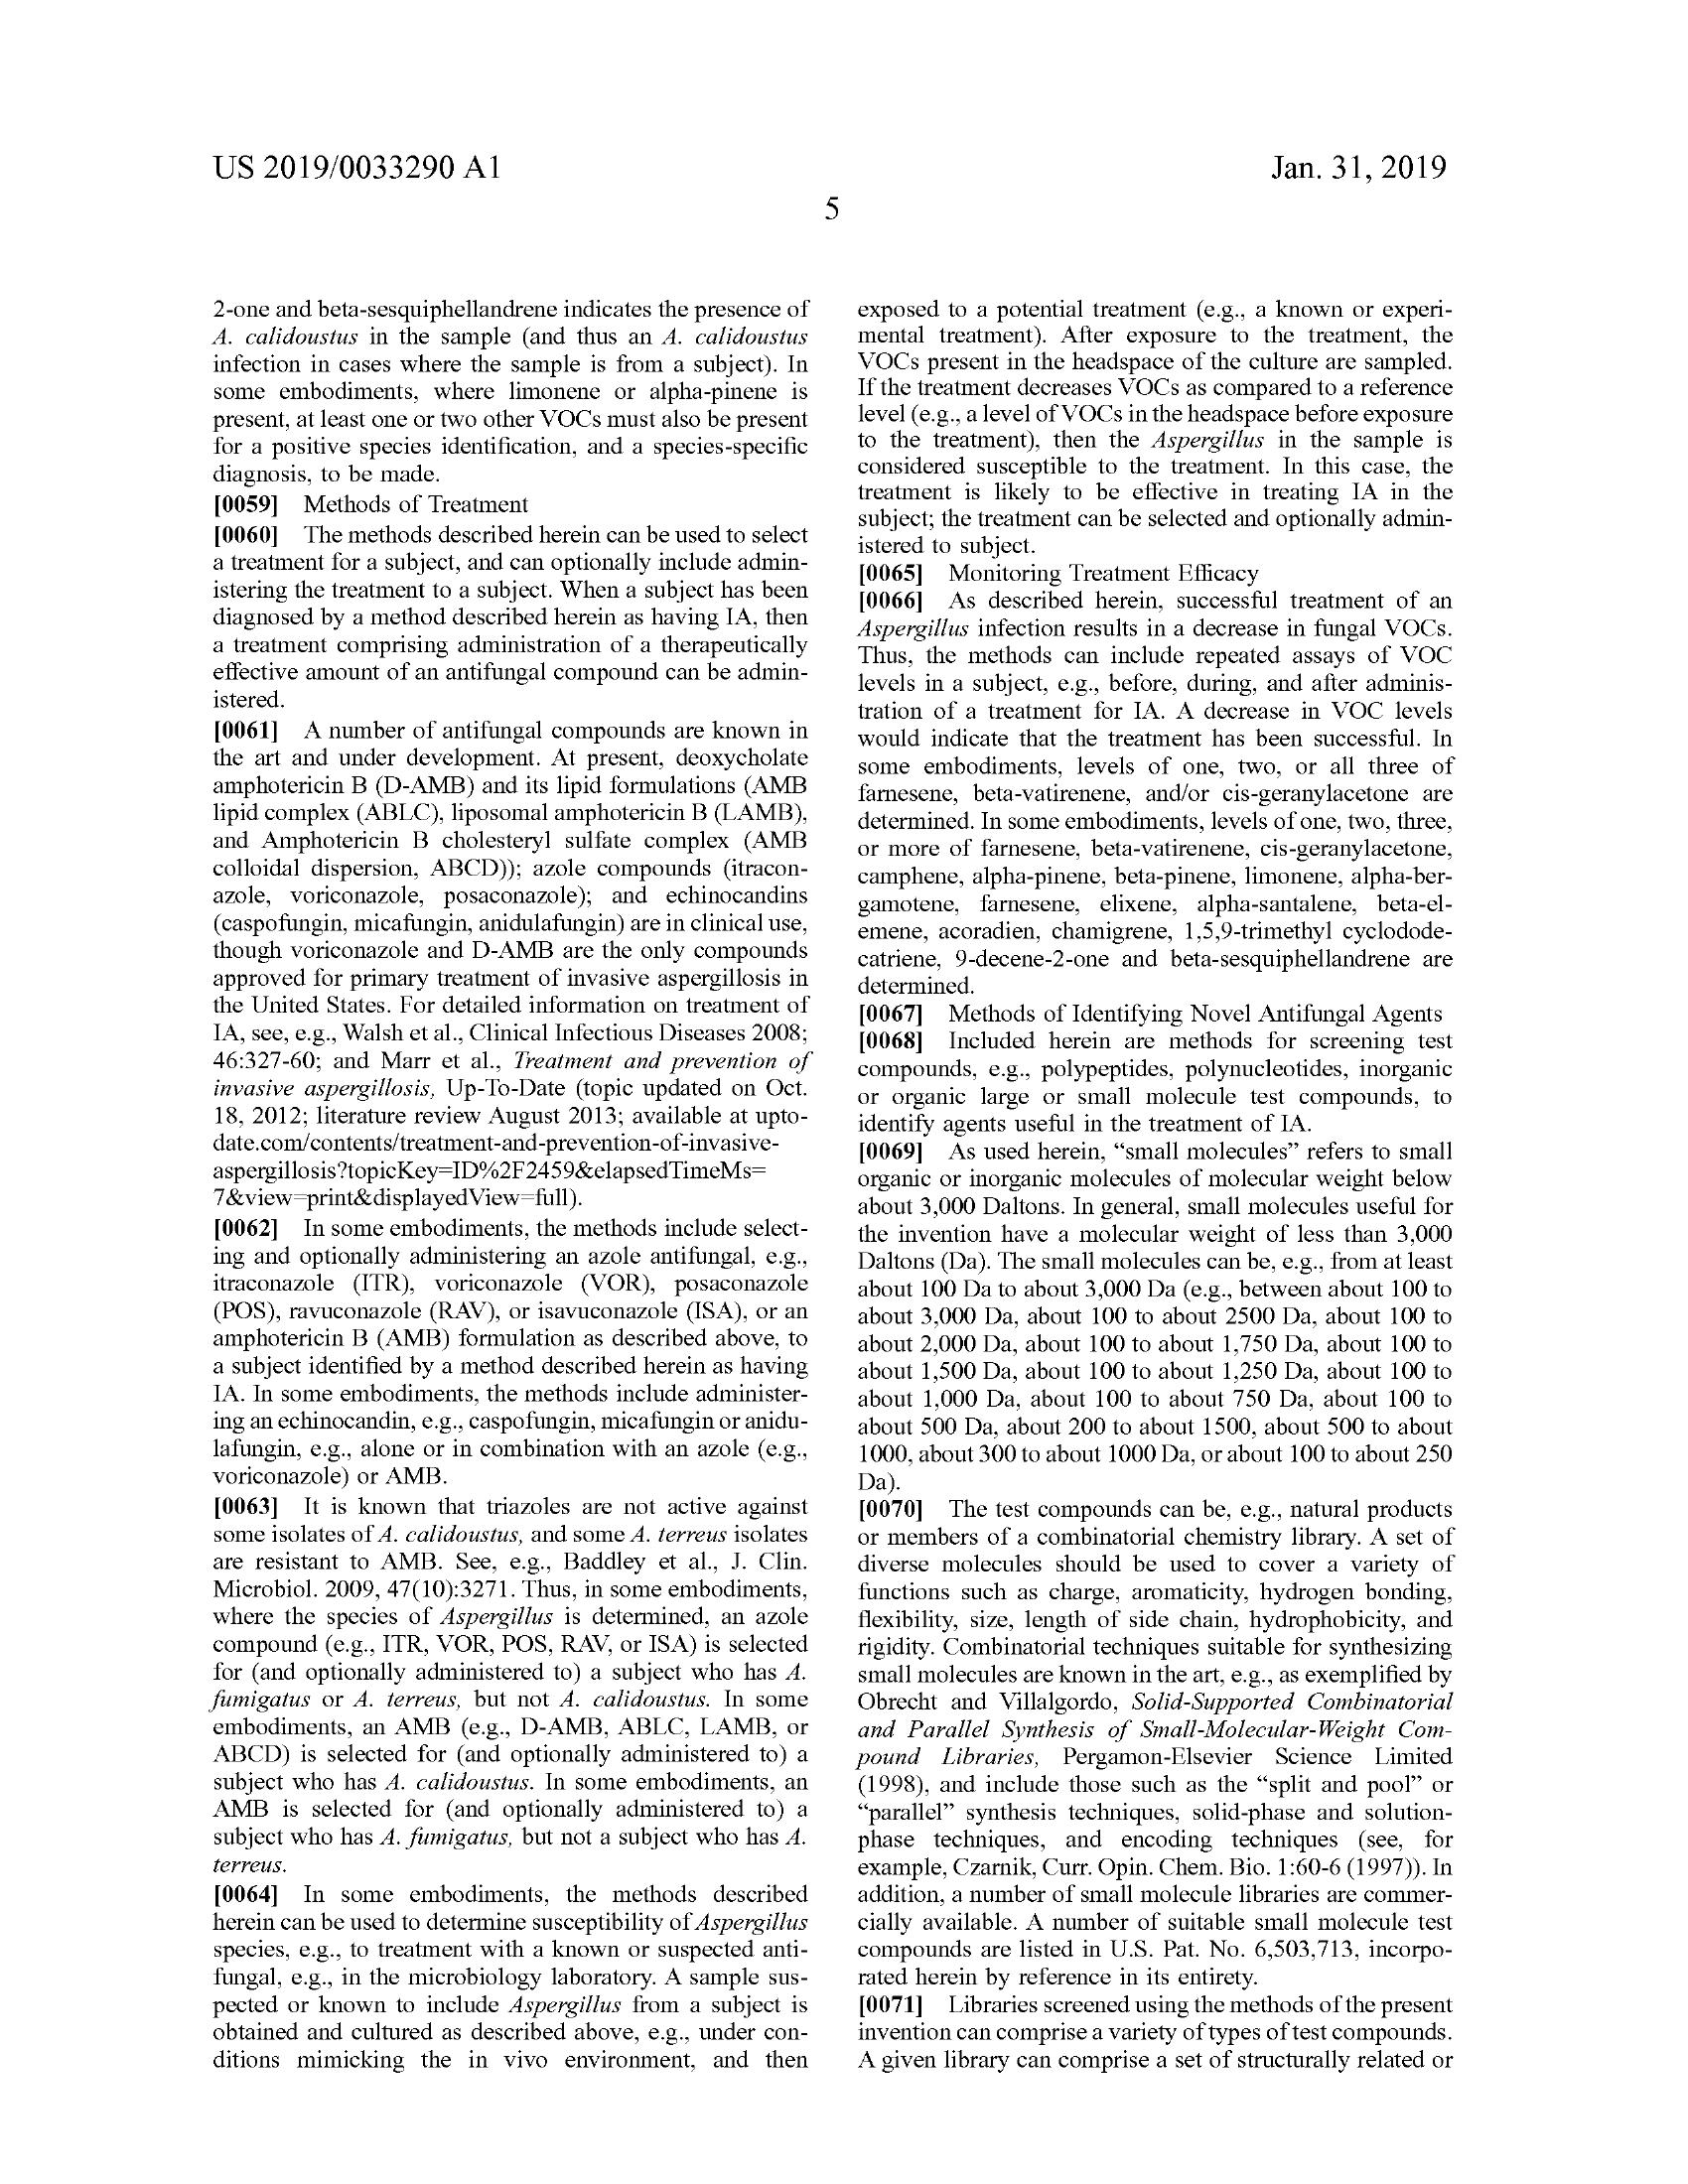 US 2019/0033290 A1
Jan. 31, 2019
5
2-one and beta-sesquiphellandrene indicates the presence of
A. calidoustus in the sample (and thus an A. calidoustus
infection in cases where the sample is from a subject). In
some embodiments, where limonene or alpha-pinene is
present, at least one or two other VOCs must also be present
for a positive species identification, and a species-specific
diagnosis, to be made.
[0059] Methods of Treatment
[0060] The methods described herein can be used to select
a treatment for a subject, and can optionally include admin-
istering the treatment to a subject. When a subject has been
diagnosed by a method described herein as having IA, then
a treatment comprising administration of a therapeutically
effective amount of an antifungal compound can be admin-
istered.
[0061] A number of antifungal compounds are known in
the art and under development. At present, deoxycholate
amphotericin B (D-AMB) and its lipid formulations (AMB
lipid complex (ABLC), liposomal amphotericin B (LAMB),
and Amphotericin B cholesteryl sulfate complex (AMB
colloidal dispersion, ABCD)); azole compounds (itracon-
azole, voriconazole, posaconazole); and echinocandins
(caspofungin, micafungin, anidulafungin) are in clinical use,
though voriconazole and D-AMB are the only compounds
approved for primary treatment of invasive aspergillosis in
the United States. For detailed information on treatment of
IA, see, e.g., Walsh et al., Clinical Infectious Diseases 2008;
46:327-60; and Marr et al., Treatment and prevention of
invasive aspergillosis, Up-To-Date (topic updated on Oct.
18, 2012; literature review August 2013; available at upto-
date.com/contents/treatment-and-prevention-of-invasive-
aspergillosis?topicKey=ID%2F2459&elapsedTimeMs=
7&view=print&displayedView=full).
[0062] In some embodiments, the methods include select-
ing and optionally administering an azole antifungal, e.g.,
itraconazole (ITR), voriconazole (VOR), posaconazole
(POS), ravuconazole (RAV), or isavuconazole (ISA), or an
amphotericin B (AMB) formulation as described above, to
a subject identified by a method described herein as having
IA. In some embodiments, the methods include administer-
ing an echinocandin, e.g., caspofungin, micafungin or anidu-
lafungin, e.g., alone or in combination with an azole (e.g.,
voriconazole) or AMB.
[0063] It is known that triazoles are not active against
some isolates of A. calidoustus, and some A. terreus isolates
are resistant to AMB. See, e.g., Baddley et al., J. Clin.
Microbiol. 2009, 47(10):3271. Thus, in some embodiments,
where the species of Aspergillus is determined, an azole
compound (e.g., ITR, VOR, POS, RAV, or ISA) is selected
for (and optionally administered to) a subject who has A.
fumigatus or A. terreus, but not A. calidoustus. In some
embodiments, an AMB (e.g., D-AMB, ABLC, LAMB, or
ABCD) is selected for (and optionally administered to) a
subject who has A. calidoustus. In some embodiments, an
AMB is selected for (and optionally administered to) a
subject who has A. fumigatus, but not a subject who has A.
terreus.
[0064] In some embodiments, the methods described
herein can be used to determine susceptibility of Aspergillus
species, e.g., to treatment with a known or suspected anti-
fungal, e.g., in the microbiology laboratory. A sample sus-
pected or known to include Aspergillus from a subject is
obtained and cultured as described above, e.g., under con-
ditions mimicking the in vivo environment, and then
exposed to a potential treatment (e.g., a known or experi-
mental treatment). After exposure to the treatment, the
VOCs present in the headspace of the culture are sampled.
If the treatment decreases VOCs as compared to a reference
level (e.g., a level of VOCs in the headspace before exposure
to the treatment), then the Aspergillus in the sample is
considered susceptible to the treatment. In this case, the
treatment is likely to be effective in treating IA in the
subject; the treatment can be selected and optionally admin-
istered to subject.
[0065] Monitoring Treatment Efficacy
[0066] As described herein, successful treatment of an
Aspergillus infection results in a decrease in fungal VOCs.
Thus, the methods can include repeated assays of VOC
levels in a subject, e.g., before, during, and after adminis-
tration of a treatment for IA. A decrease in VOC levels
would indicate that the treatment has been successful. In
some embodiments, levels of one, two, or all three of
farnesene, beta-vatirenene, and/or cis-geranylacetone are
determined. In some embodiments, levels of one, two, three,
or more of farnesene, beta-vatirenene, cis-geranylacetone,
camphene, alpha-pinene, beta-pinene, limonene, alpha-ber-
gamotene, farnesene, elixene, alpha-santalene, beta-el-
emene, acoradien, chamigrene, 1,5,9-trimethyl cyclodode-
catriene, 9-decene-2-one and beta-sesquiphellandrene are
determined.
[0067] Methods of Identifying Novel Antifungal Agents
[0068] Included herein are methods for screening test
compounds, e.g., polypeptides, polynucleotides, inorganic
or organic large or small molecule test compounds, to
identify agents useful in the treatment of IA.
[0069] As used herein, “small molecules” refers to small
organic or inorganic molecules of molecular weight below
about 3,000 Daltons. In general, small molecules useful for
the invention have a molecular weight of less than 3,000
Daltons (Da). The small molecules can be, e.g., from at least
about 100 Da to about 3,000 Da (e.g., between about 100 to
about 3,000 Da, about 100 to about 2500 Da, about 100 to
about 2,000 Da, about 100 to about 1,750 Da, about 100 to
about 1,500 Da, about 100 to about 1,250 Da, about 100 to
about 1,000 Da, about 100 to about 750 Da, about 100 to
about 500 Da, about 200 to about 1500, about 500 to about
1000, about 300 to about 1000 Da, or about 100 to about 250
Da).
[0070] The test compounds can be, e.g., natural products
or members of a combinatorial chemistry library. A set of
diverse molecules should be used to cover a variety of
functions such as charge, aromaticity, hydrogen bonding,
flexibility, size, length of side chain, hydrophobicity, and
rigidity. Combinatorial techniques suitable for synthesizing
small molecules are known in the art, e.g., as exemplified by
Obrecht and Villalgordo, Solid-Supported Combinatorial
and Parallel Synthesis of Small-Molecular-Weight Com-
pound Libraries, Pergamon-Elsevier Science Limited
(1998), and include those such as the “split and pool” or
“parallel” synthesis techniques, solid-phase and solution-
phase techniques, and encoding techniques (see, for
example, Czarnik, Curr. Opin. Chem. Bio. 1:60-6 (1997)). In
addition, a number of small molecule libraries are commer-
cially available. A number of suitable small molecule test
compounds are listed in U.S. Pat. No. 6,503,713, incorpo-
rated herein by reference in its entirety.
[0071] Libraries screened using the methods of the present
invention can comprise a variety of types of test compounds.
A given library can comprise a set of structurally related or